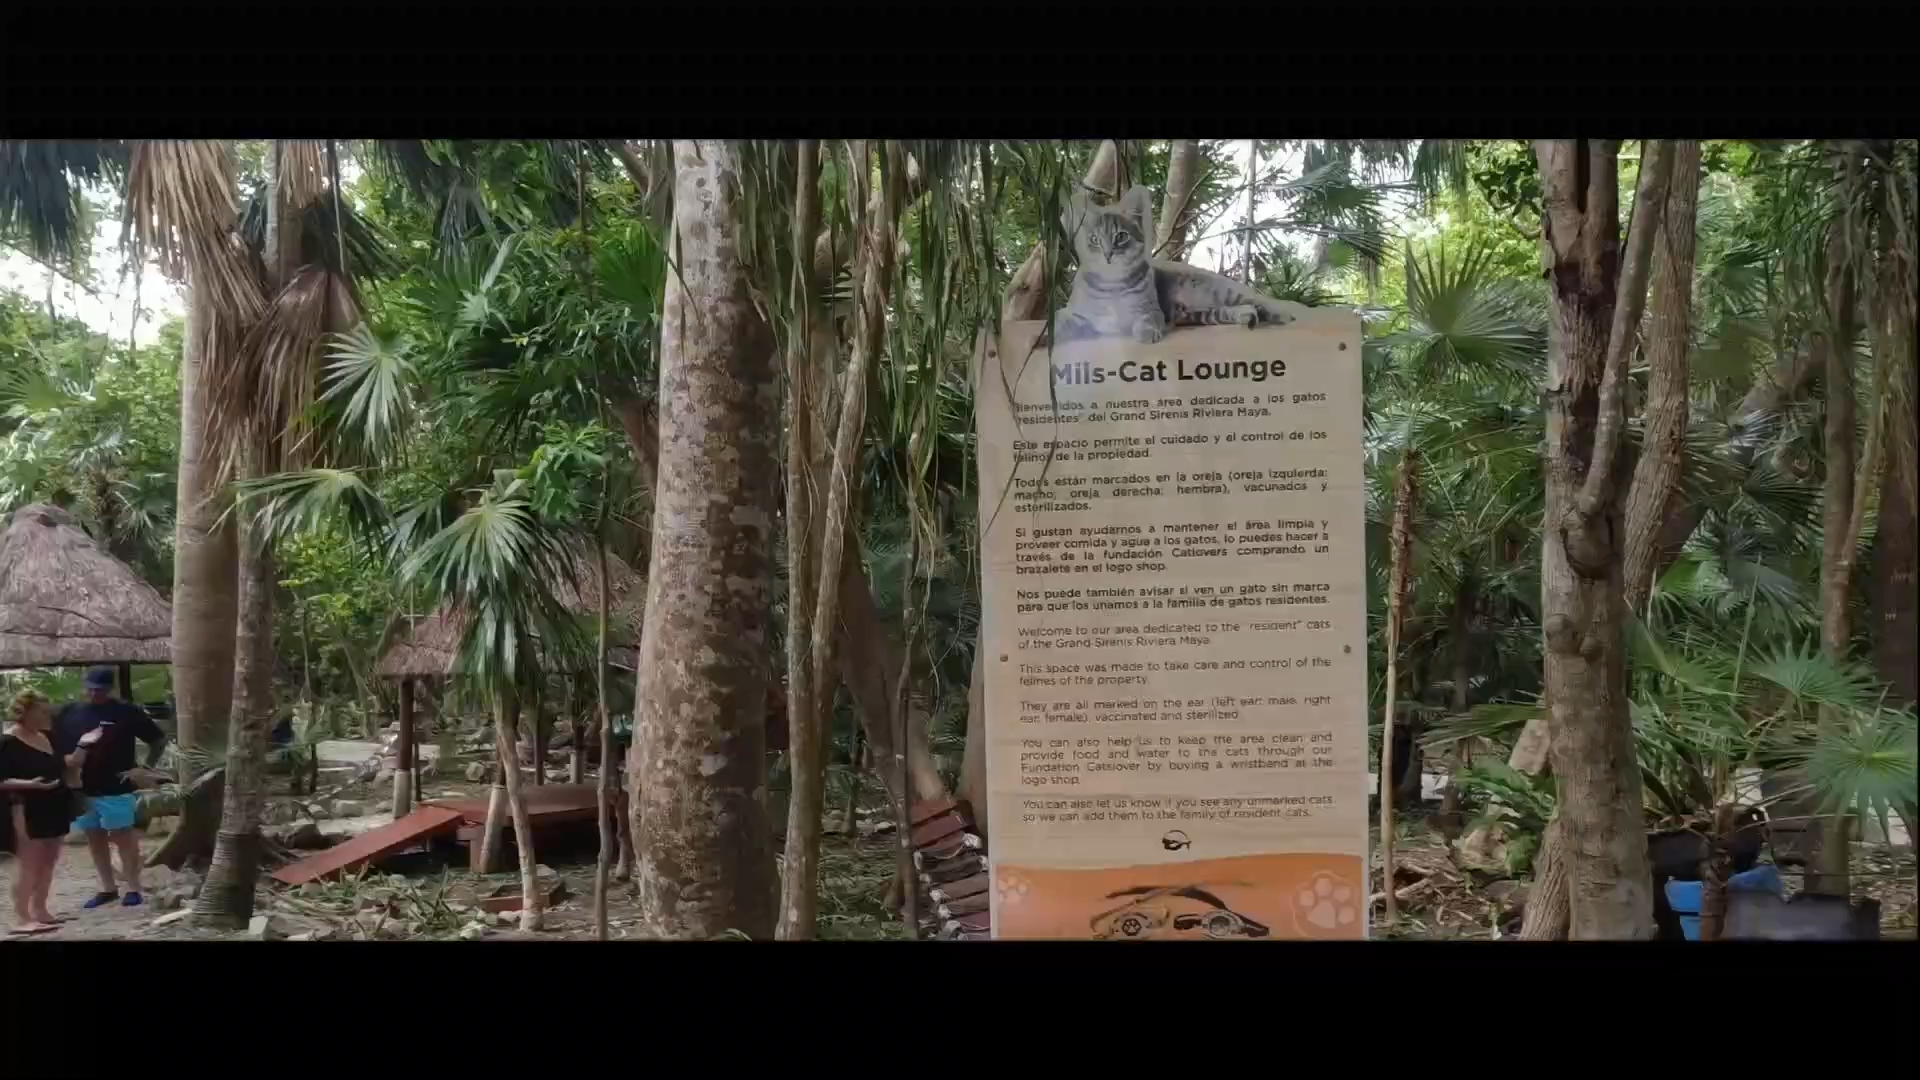 Mils-Cat Lounge
Bienvenidos a nuestra área dedicada a los gatos
"residentes" del Grand Sirenis Riviera Maya.
Este espacio permite el cuidado y el control de los
felinos de la propiedad.
Todos están marcados en la oreja (oreja izquierda:
macho; oreja derecha: hembra), vacunados y
esterilizados.
Si gustan ayudarnos a mantener el área limpia y
proveer comida y agua a los gatos, lo puedes hacer a
través de la fundación Catlovers comprando un
brazalete en el logo shop.
Nos puede también avisar si ven un gato sin marca
para que los unamos a la familia de gatos residentes.
Welcome to our area dedicated to the "resident" cats
of the Grand Sirenis Riviera Maya.
This space was made to take care and control of the
felines of the property.
They are all marked on the ear (left ear: male, right
ear: female), vaccinated and sterilized.
You can also help us to keep the area clean and
provide food and water to the cats through our
Fundation Catslover by buying a wristband at the
logo shop.
You can also let us know if you see any unmarked cats
so we can add them to the family of resident cats.